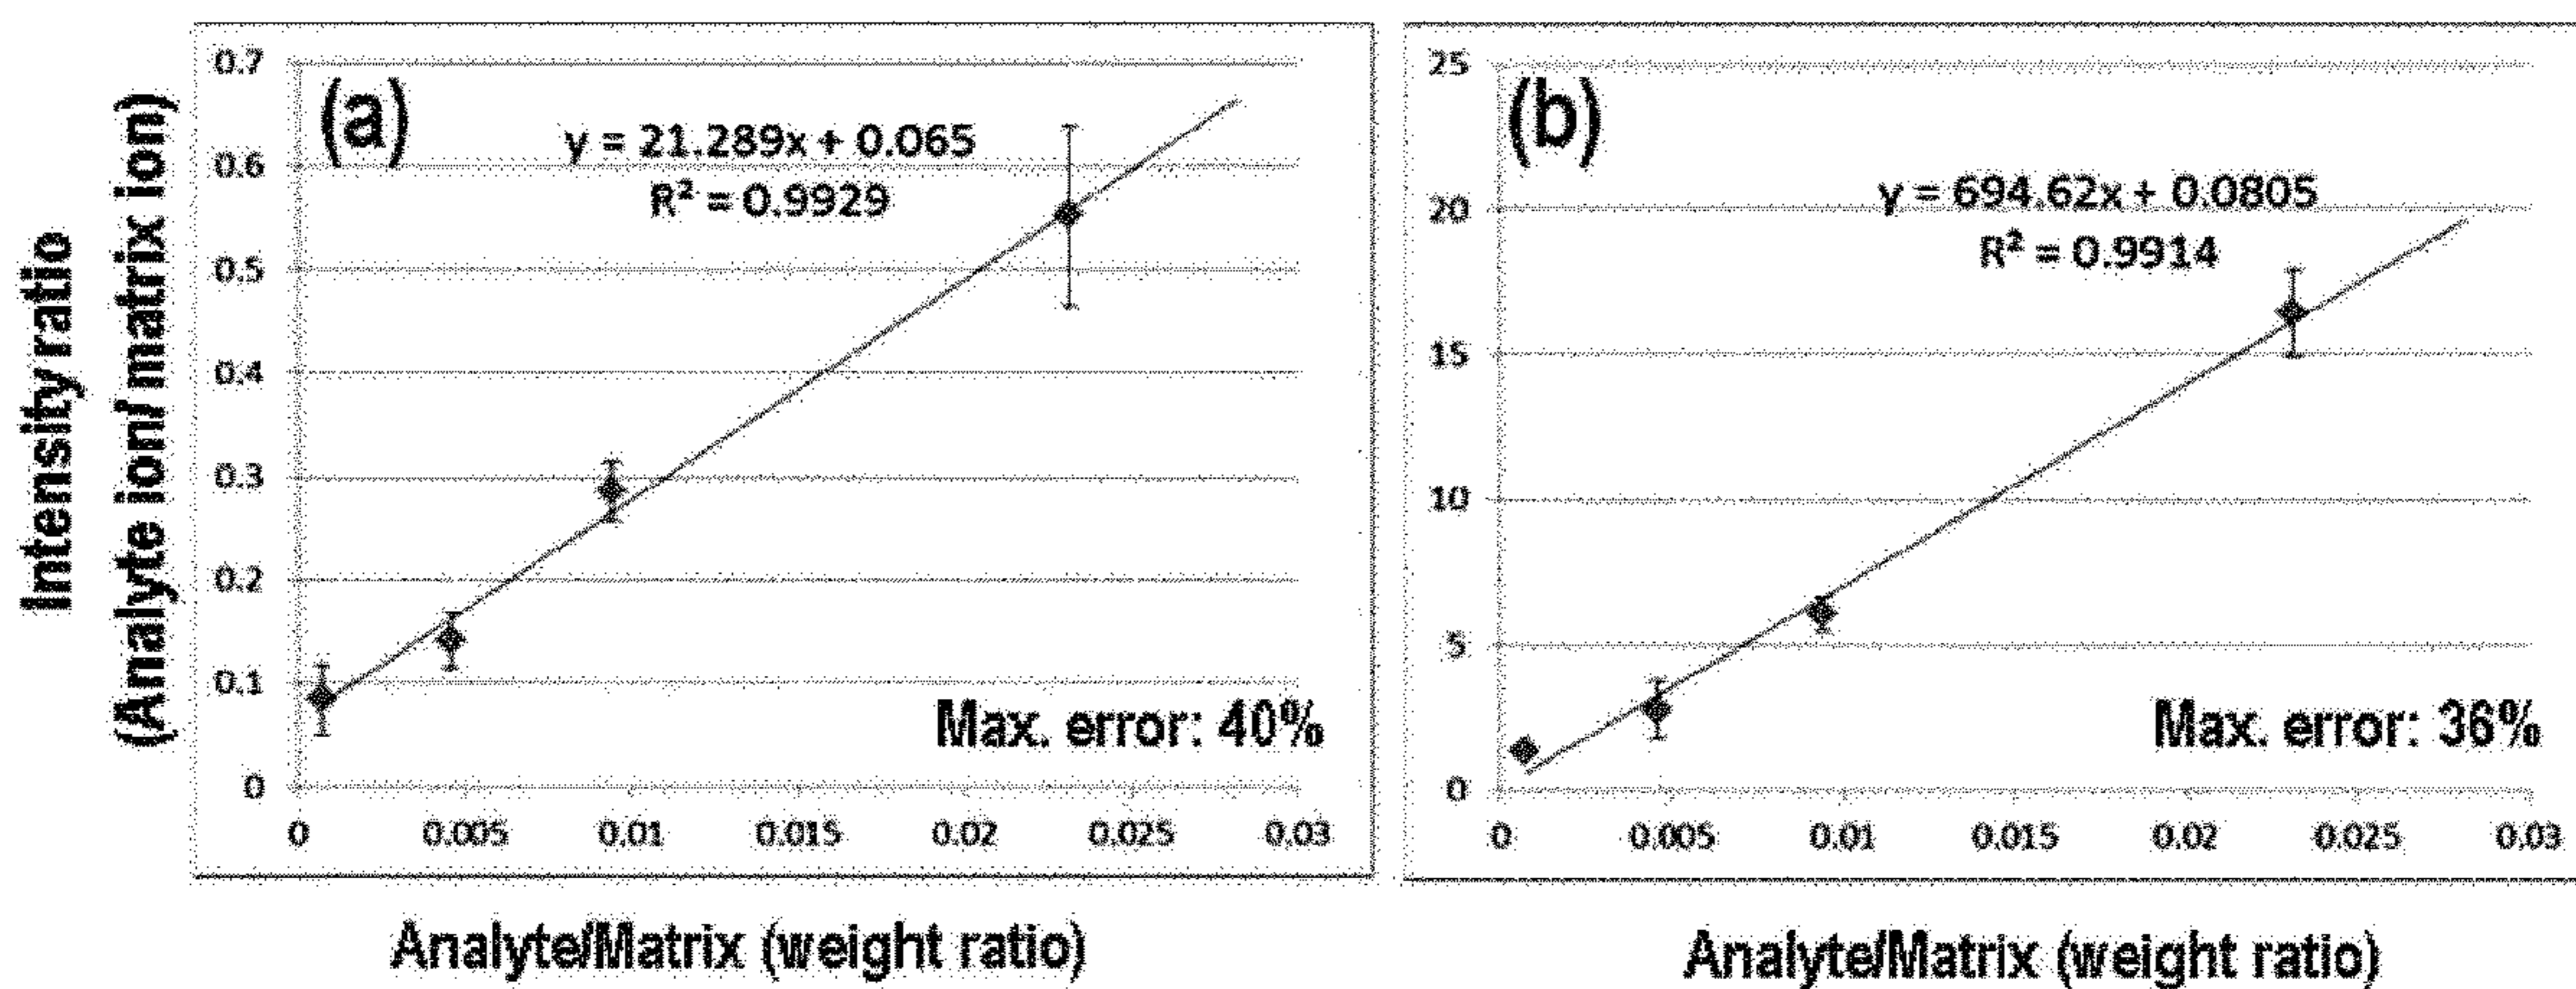 Intensity ratio
(Analyte ion/ matrix ion)
(a)
y = 21.289x + 0.065
R² = 0.9929
0.7
0.6
0.5
0.4
0.3
0.2
0.1
0
Max. error: 40%
0 0.005 0.01 0.015 0.02 0.025 0.03
Analyte/Matrix (weight ratio)
(b)
y = 694.62x + 0.0805
R² = 0.9914
25
20
15
10
5
0
Max. error: 36%
0 0.005 0.01 0.015 0.02 0.025 0.03
Analyte/Matrix (weight ratio)